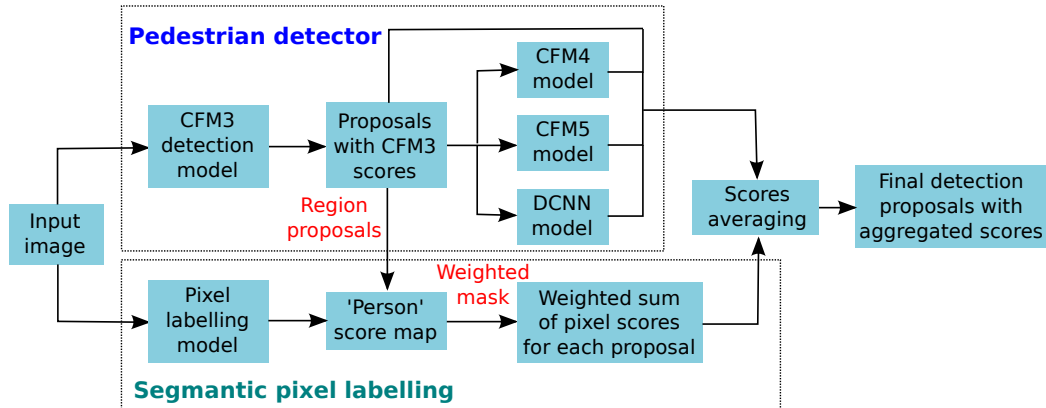 Pedestrian detector
CFM3
detection
model
Proposals
with CFM3
scores
CFM4
model
CFM5
model
DCNN
model
Region
proposals
Input
image
Scores
averaging
Final detection
proposals with
aggregated scores
Pixel
labelling
model
'Person'
score map
Weighted
mask
Weighted sum
of pixel scores
for each proposal
Segmantic pixel labelling